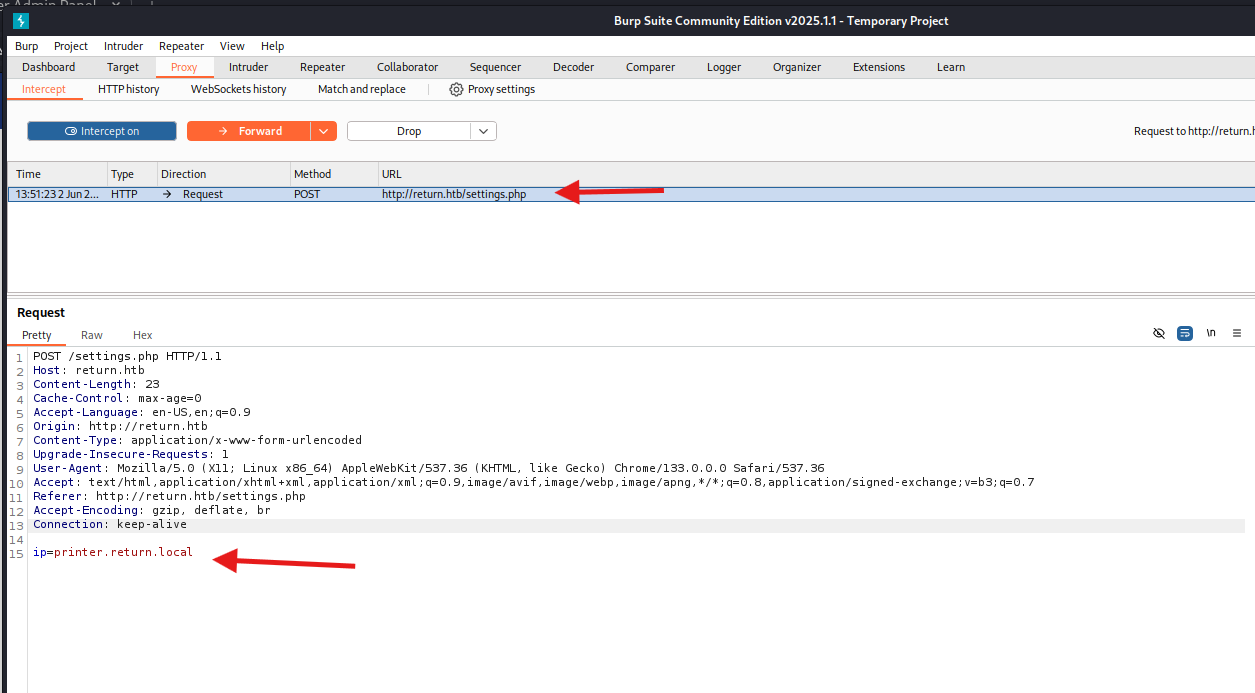 er Admin Panel
Burp Suite Community Edition v2025.1.1 - Temporary Project
Burp Project Intruder Repeater View Help
Dashboard Target Proxy Intruder Repeater Collaborator Sequencer Decoder Comparer Logger Organizer Extensions Learn
Intercept HTTP history WebSockets history Match and replace Proxy settings
Intercept on Forward Drop Request to http://return.h
Time Type Direction Method URL
13:51:23 2 Jun 2... HTTP → Request POST http://return.htb/settings.php
Request
Pretty Raw Hex \n
1 POST /settings.php HTTP/1.1
2 Host: return.htb
3 Content-Length: 23
4 Cache-Control: max-age=0
5 Accept-Language: en-US,en;q=0.9
6 Origin: http://return.htb
7 Content-Type: application/x-www-form-urlencoded
8 Upgrade-Insecure-Requests: 1
9 User-Agent: Mozilla/5.0 (X11; Linux x86_64) AppleWebKit/537.36 (KHTML, like Gecko) Chrome/133.0.0.0 Safari/537.36
10 Accept: text/html,application/xhtml+xml,application/xml;q=0.9,image/avif,image/webp,image/apng,*/*;q=0.8,application/signed-exchange;v=b3;q=0.7
11 Referer: http://return.htb/settings.php
12 Accept-Encoding: gzip, deflate, br
13 Connection: keep-alive
14
15 ip=printer.return.local